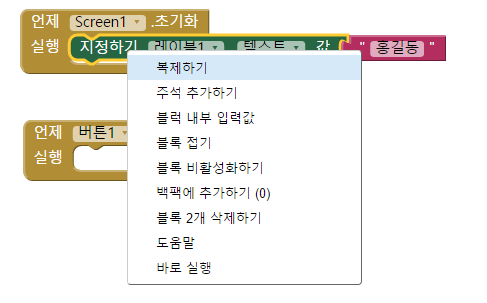 언제 Screen1 .초기화
실행 지정하기 레이블1 . 텍스트 값 "홍길동"
복제하기
주석 추가하기
블럭 내부 입력값
블록 접기
블록 비활성화하기
백팩에 추가하기 (0)
블록 2개 삭제하기
도움말
바로 실행
언제 버튼1
실행